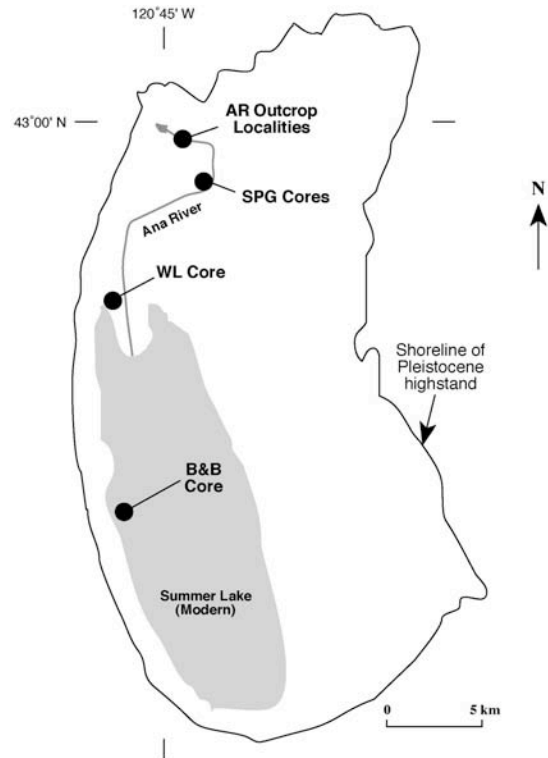 120°45' W
43°00' N
AR Outcrop
Localities
SPG Cores
N
Ana River
WL Core
Shoreline of
Pleistocene
highstand
B&B
Core
Summer Lake
(Modern)
0 5 km